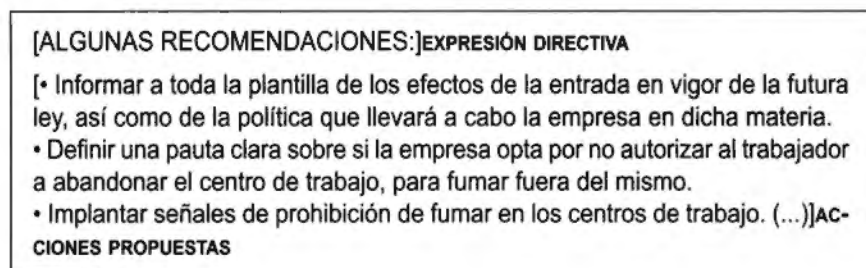 [ALGUNAS RECOMENDACIONES:]EXPRESIÓN DIRECTIVA
[• Informar a toda la plantilla de los efectos de la entrada en vigor de la futura
ley, así como de la política que llevará a cabo la empresa en dicha materia.
• Definir una pauta clara sobre si la empresa opta por no autorizar al trabajador
a abandonar el centro de trabajo, para fumar fuera del mismo.
• Implantar señales de prohibición de fumar en los centros de trabajo. (...)]AC-
CIONES PROPUESTAS